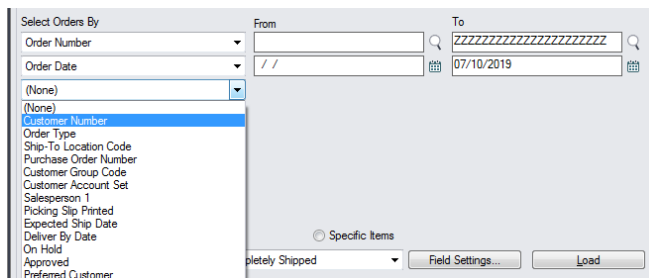 Select Orders By From To
Order Number ZZZZZZZZZZZZZZZZZZZZZZ
Order Date / / 07/10/2019
(None)
(None)
Customer Number
Order Type
Ship-To Location Code
Purchase Order Number
Customer Group Code
Customer Account Set
Salesperson 1
Picking Slip Printed
Expected Ship Date
Deliver By Date
On Hold Specific Items
Approved pletely Shipped Field Settings... Load
Preferred Customer